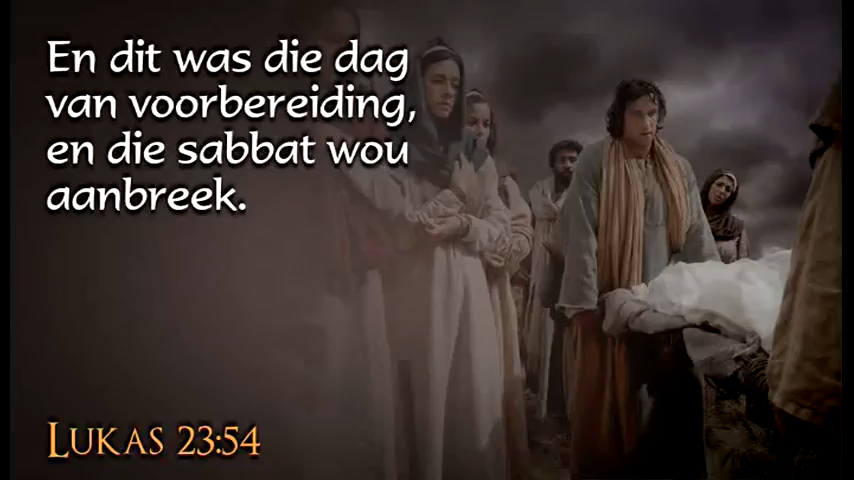 En dit was die dag
van voorbereiding,
en die sabbat wou
aanbreek.
LUKAS 23:54